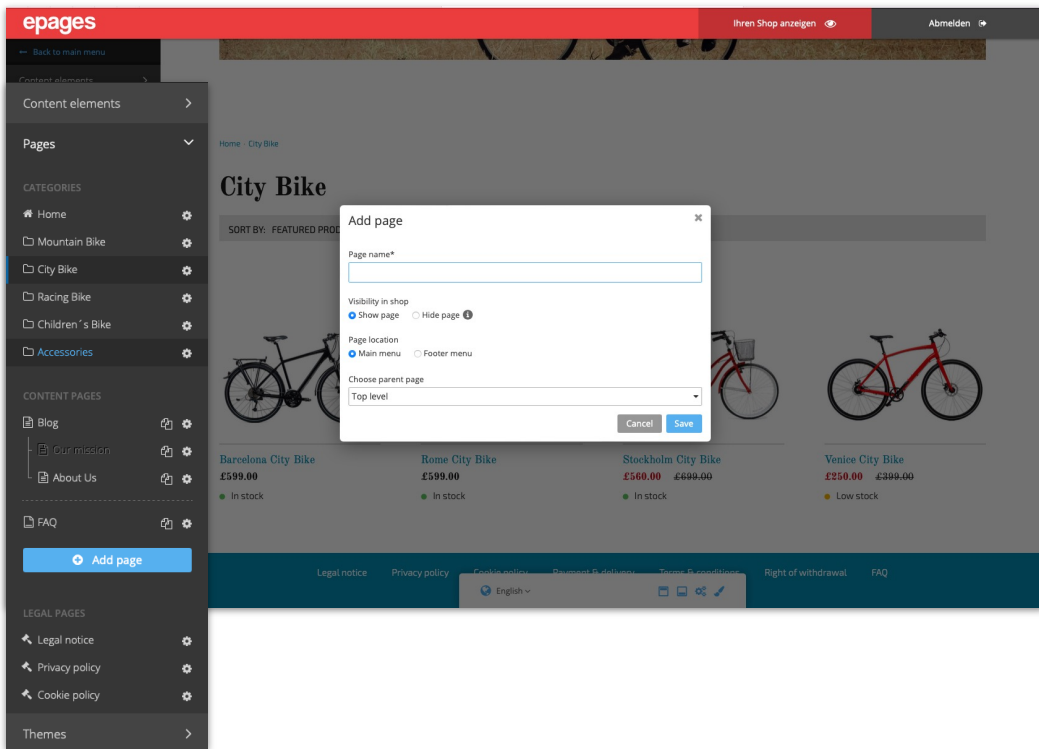 epages
Ihren Shop anzeigen
Abmelden
← Back to main menu
Content elements
Content elements
Pages
CATEGORIES
Home
Mountain Bike
City Bike
Racing Bike
Children´s Bike
Accessories
CONTENT PAGES
Blog
Our mission
About Us
FAQ
Add page
LEGAL PAGES
Legal notice
Privacy policy
Cookie policy
Themes
Home › City Bike
City Bike
SORT BY: FEATURED PROD
Add page
Page name*
Visibility in shop
Show page Hide page
Page location
Main menu Footer menu
Choose parent page
Top level
Cancel Save
Barcelona City Bike
£599.00
In stock
Rome City Bike
£599.00
In stock
Stockholm City Bike
£560.00 £699.00
In stock
Venice City Bike
£250.00 £399.00
Low stock
Legal notice Privacy policy Cookie policy Payment & delivery Terms & conditions Right of withdrawal FAQ
English